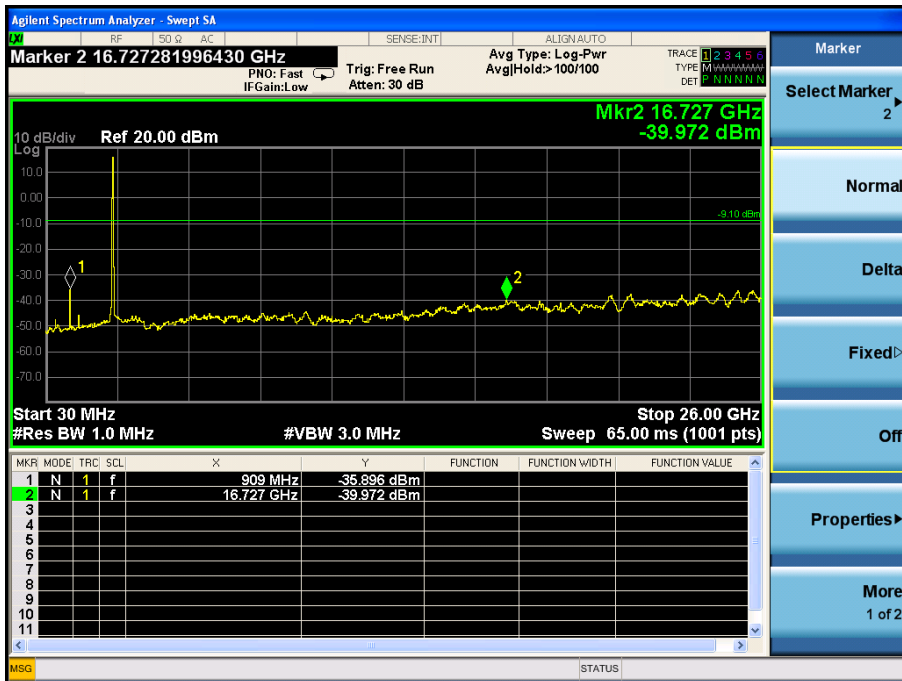 Agilent Spectrum Analyzer - Swept SA
LXI RF 50 Ω AC SENSE:INT ALIGNAUTO
Marker 2 16.727281996430 GHz
PNO: Fast
IFGain:Low
Trig: Free Run
Atten: 30 dB
Avg Type: Log-Pwr
Avg|Hold:>100/100
TRACE 1 2 3 4 5 6
TYPE M WWWWW
DET P N N N N N
Mkr2 16.727 GHz
-39.972 dBm
10 dB/div Ref 20.00 dBm
Log
10.0
0.00
-10.0
-20.0
-30.0
-40.0
-50.0
-60.0
-70.0
-9.10 dBm
1
2
Start 30 MHz Stop 26.00 GHz
#Res BW 1.0 MHz #VBW 3.0 MHz Sweep 65.00 ms (1001 pts)
MKR MODE TRC SCL X Y FUNCTION FUNCTION WIDTH FUNCTION VALUE
1 N 1 f 909 MHz -35.896 dBm
2 N 1 f 16.727 GHz -39.972 dBm
3
4
5
6
7
8
9
10
11
MSG STATUS
Marker
Select Marker
2
Normal
Delta
Fixed
Off
Properties
More
1 of 2